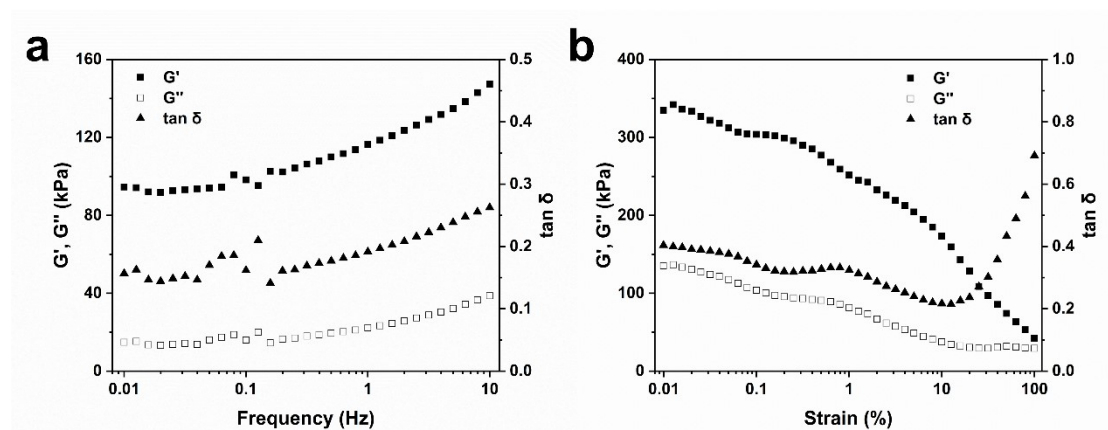 a
160
120
80
40
0
G', G'' (kPa)
G'
G''
tan δ
0.5
0.4
0.3
0.2
0.1
0.0
tan δ
0.01
0.1
1
10
Frequency (Hz)
b
400
300
200
100
0
G', G'' (kPa)
G'
G''
tan δ
1.0
0.8
0.6
0.4
0.2
0.0
tan δ
0.01
0.1
1
10
100
Strain (%)